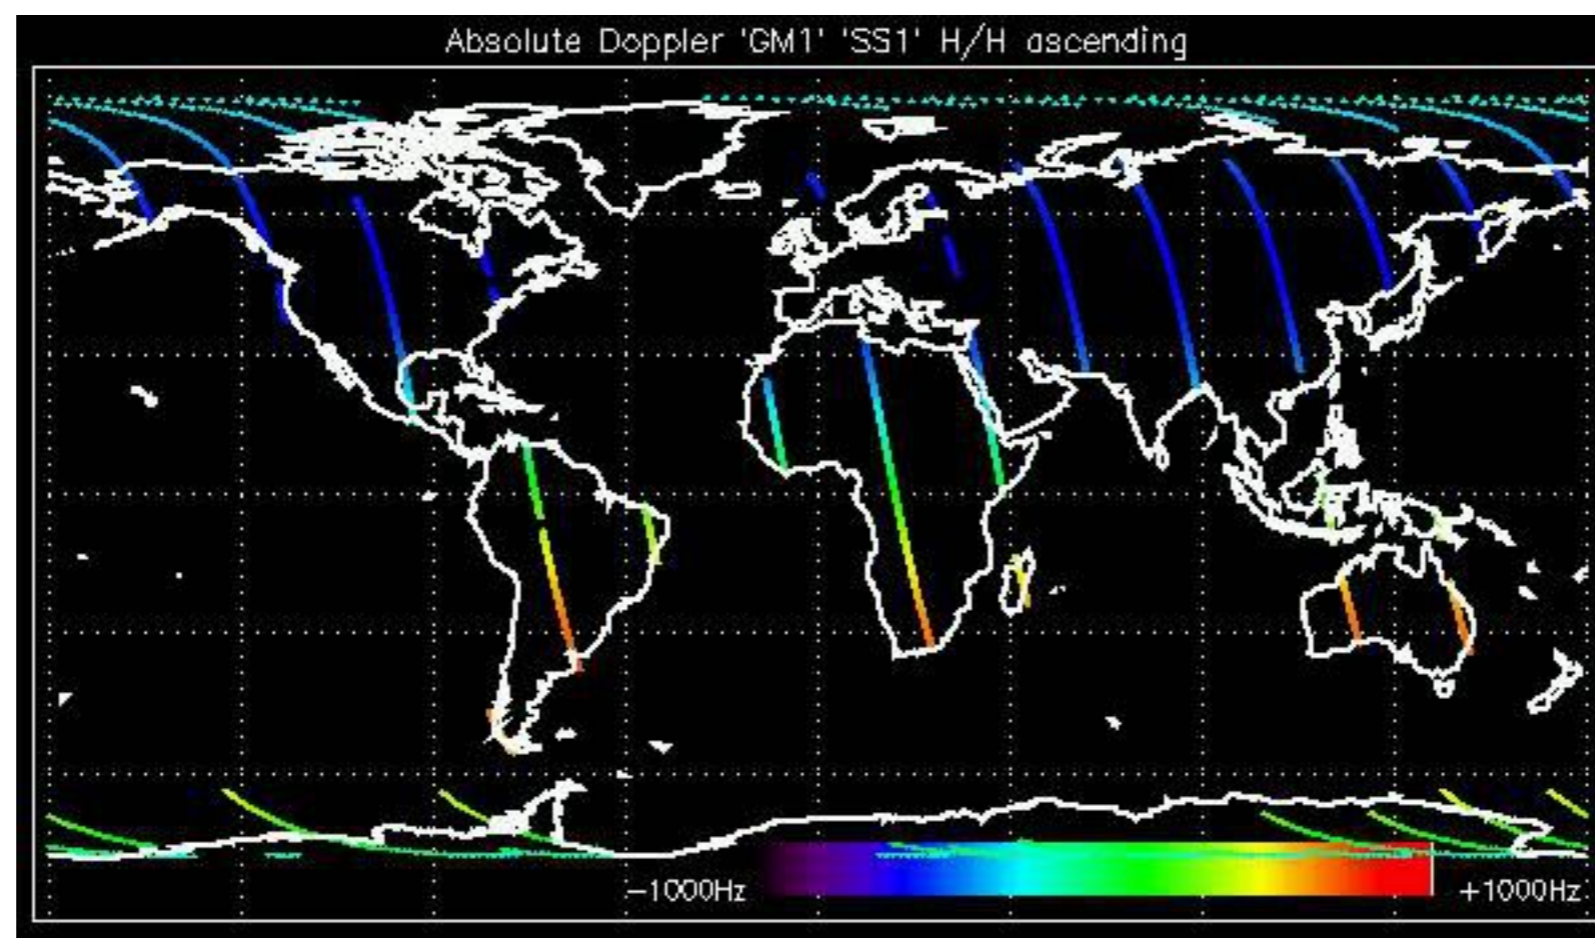 Absolute Doppler 'GM1' 'SS1' H/H ascending
−1000Hz
+1000Hz